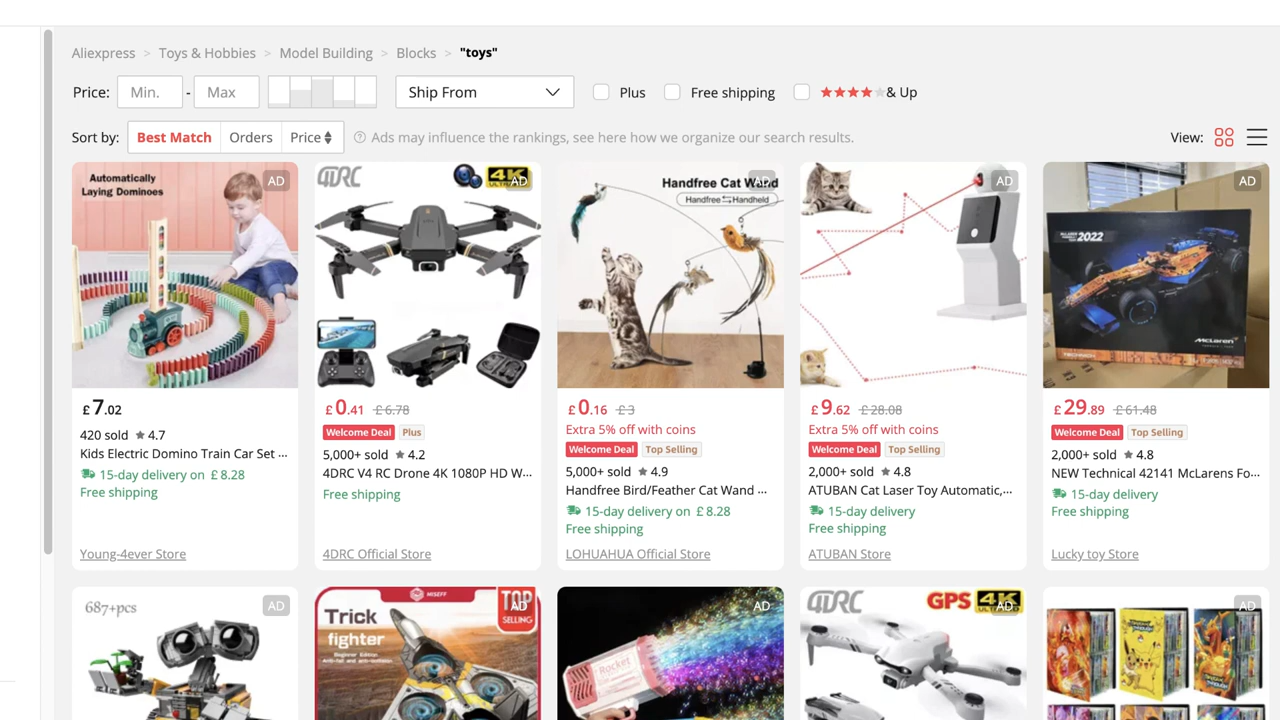 Aliexpress > Toys & Hobbies > Model Building > Blocks > "toys"
Price: Min. - Max Ship From Plus Free shipping & Up
Sort by: Best Match Orders Price Ads may influence the rankings, see here how we organize our search results. View:
Automatically
Laying Dominoes
AD
£7.02
420 sold ★ 4.7
Kids Electric Domino Train Car Set ...
15-day delivery on £8.28
Free shipping
Young-4ever Store
4DRC
4K
AD
£0.41 £6.78
Welcome Deal Plus
5,000+ sold ★ 4.2
4DRC V4 RC Drone 4K 1080P HD W...
Free shipping
4DRC Official Store
Handfree Cat Wand
AD
Handfree Handheld
£0.16 £3
Extra 5% off with coins
Welcome Deal Top Selling
5,000+ sold ★ 4.9
Handfree Bird/Feather Cat Wand ...
15-day delivery on £8.28
Free shipping
LOHUAHUA Official Store
AD
£9.62 £28.08
Extra 5% off with coins
Welcome Deal Top Selling
2,000+ sold ★ 4.8
ATUBAN Cat Laser Toy Automatic,...
15-day delivery
Free shipping
ATUBAN Store
AD
2022
McLaren
£29.89 £61.48
Welcome Deal Top Selling
2,000+ sold ★ 4.8
NEW Technical 42141 McLarens Fo...
15-day delivery
Free shipping
Lucky toy Store
687+pcs
AD
MISEFF
Trick
fighter
Beginner Edition
TOP
SELLING
AD
Rocket
AD
4DRC
GPS 4K
AD
AD